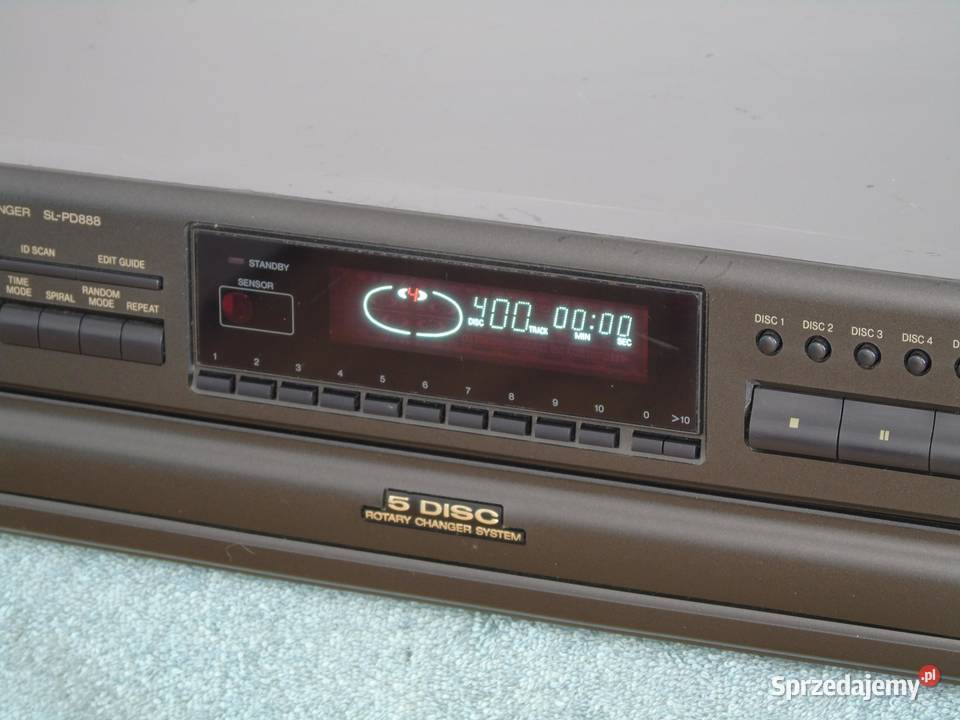 SL-PD888
ID SCAN
EDIT GUIDE
TIME MODE
SPIRAL
RANDOM MODE
REPEAT
STANDBY
SENSOR
4
4 00 00:00
DISC TRACK MIN SEC
1 2 3 4 5 6 7 8 9 10 0 >10
DISC 1 DISC 2 DISC 3 DISC 4
5 DISC
ROTARY CHANGER SYSTEM
Sprzedajemy.pl